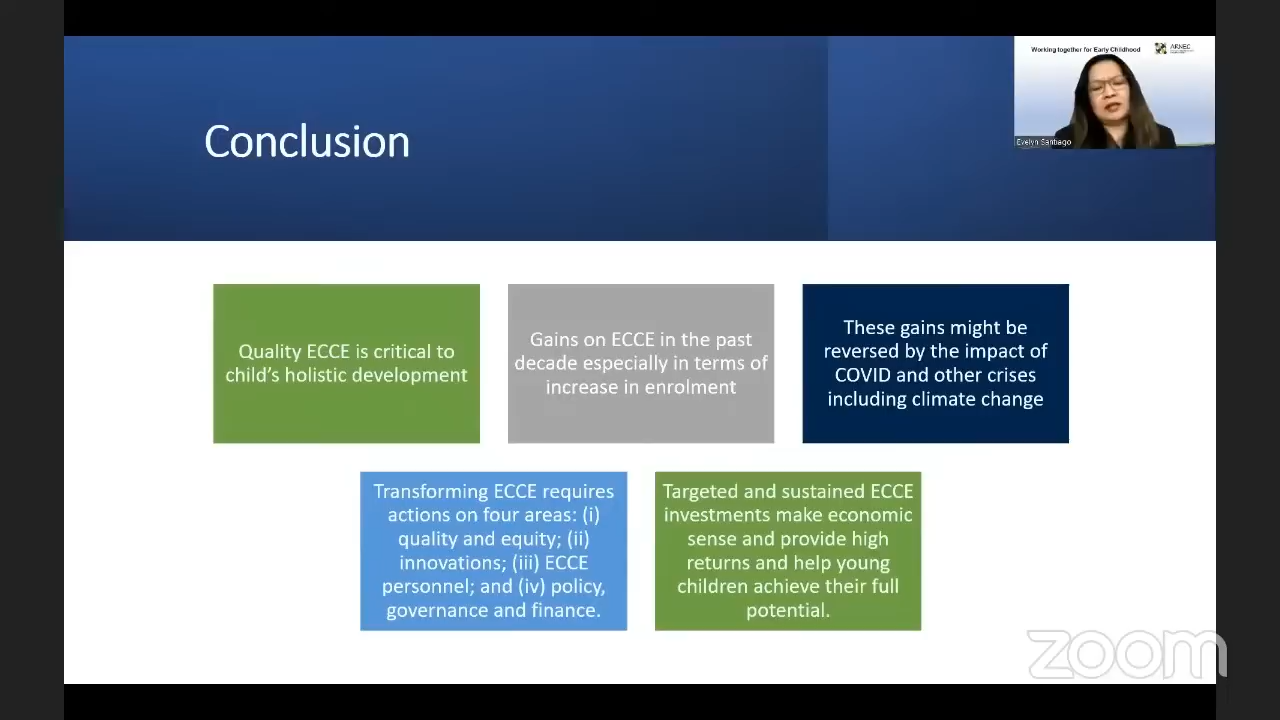 Working together for Early Childhood
ARNEC
Evelyn Santiago
Conclusion
Quality ECCE is critical to
child's holistic development
Gains on ECCE in the past
decade especially in terms of
increase in enrolment
These gains might be
reversed by the impact of
COVID and other crises
including climate change
Transforming ECCE requires
actions on four areas: (i)
quality and equity; (ii)
innovations; (iii) ECCE
personnel; and (iv) policy,
governance and finance.
Targeted and sustained ECCE
investments make economic
sense and provide high
returns and help young
children achieve their full
potential.
zoom